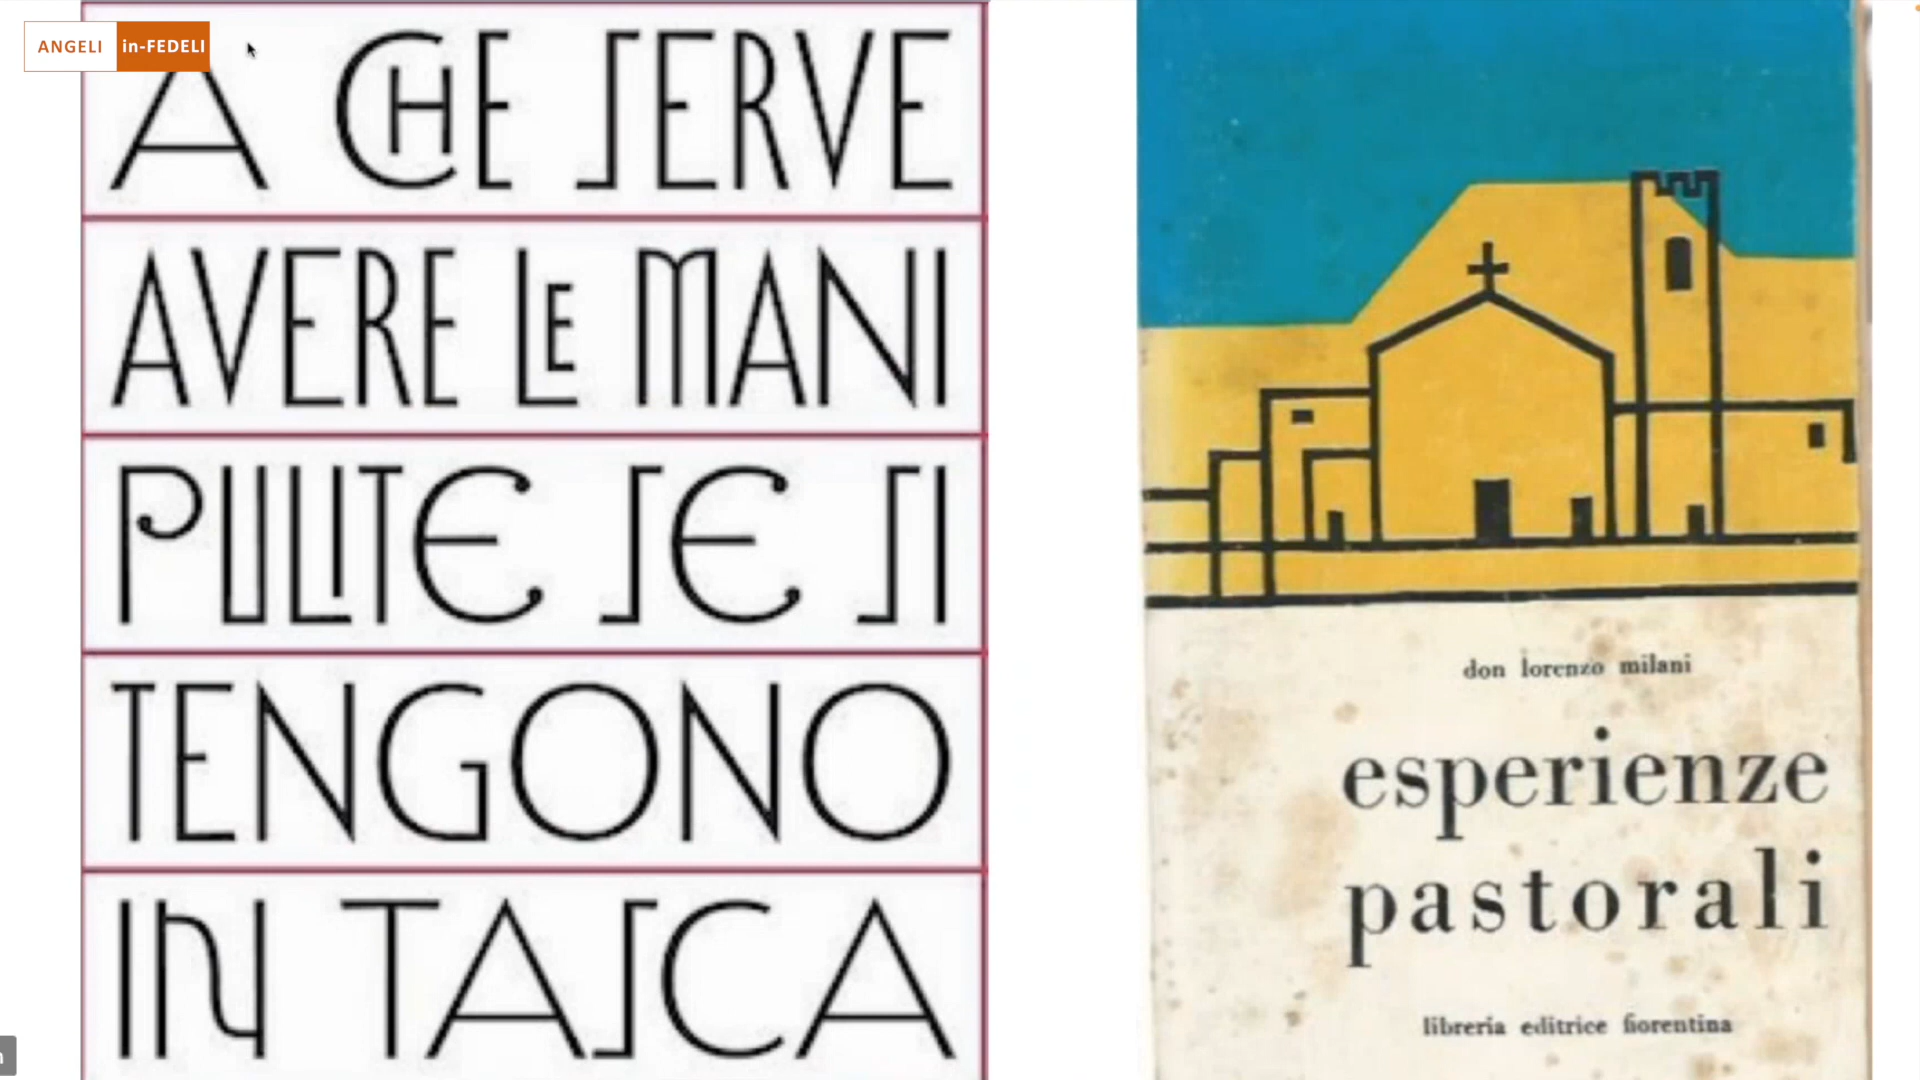 ANGELI in-FEDELI
A CHE SERVE
AVERE LE MANI
PULITE SE SI
TENGONO
IN TASCA
don lorenzo milani
esperienze
pastorali
libreria editrice fiorentina